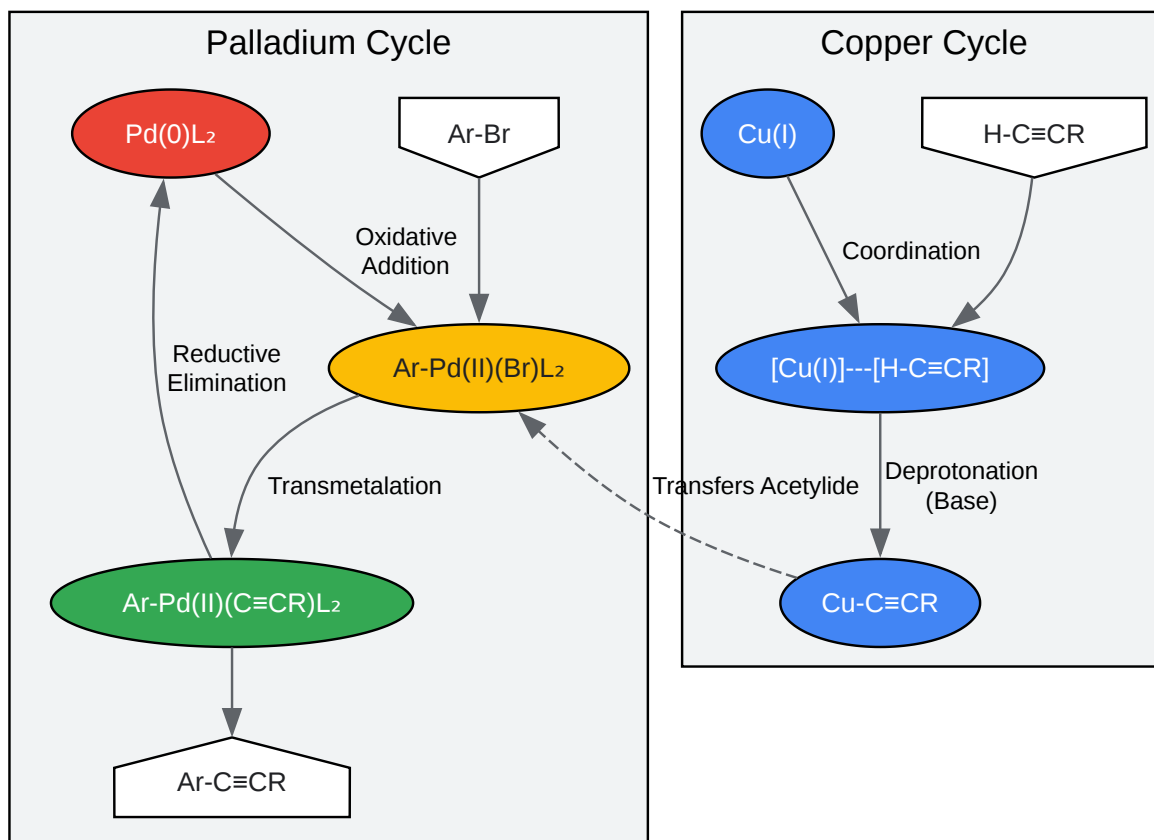 Palladium Cycle
Pd(0)L₂
Ar-Br
Oxidative
Addition
Reductive
Elimination
Ar-Pd(II)(Br)L₂
Transmetalation
Ar-Pd(II)(C≡CR)L₂
Ar-C≡CR
Copper Cycle
Cu(I)
H-C≡CR
Coordination
[Cu(I)]---[H-C≡CR]
Transfers Acetylide
Deprotonation
(Base)
Cu-C≡CR